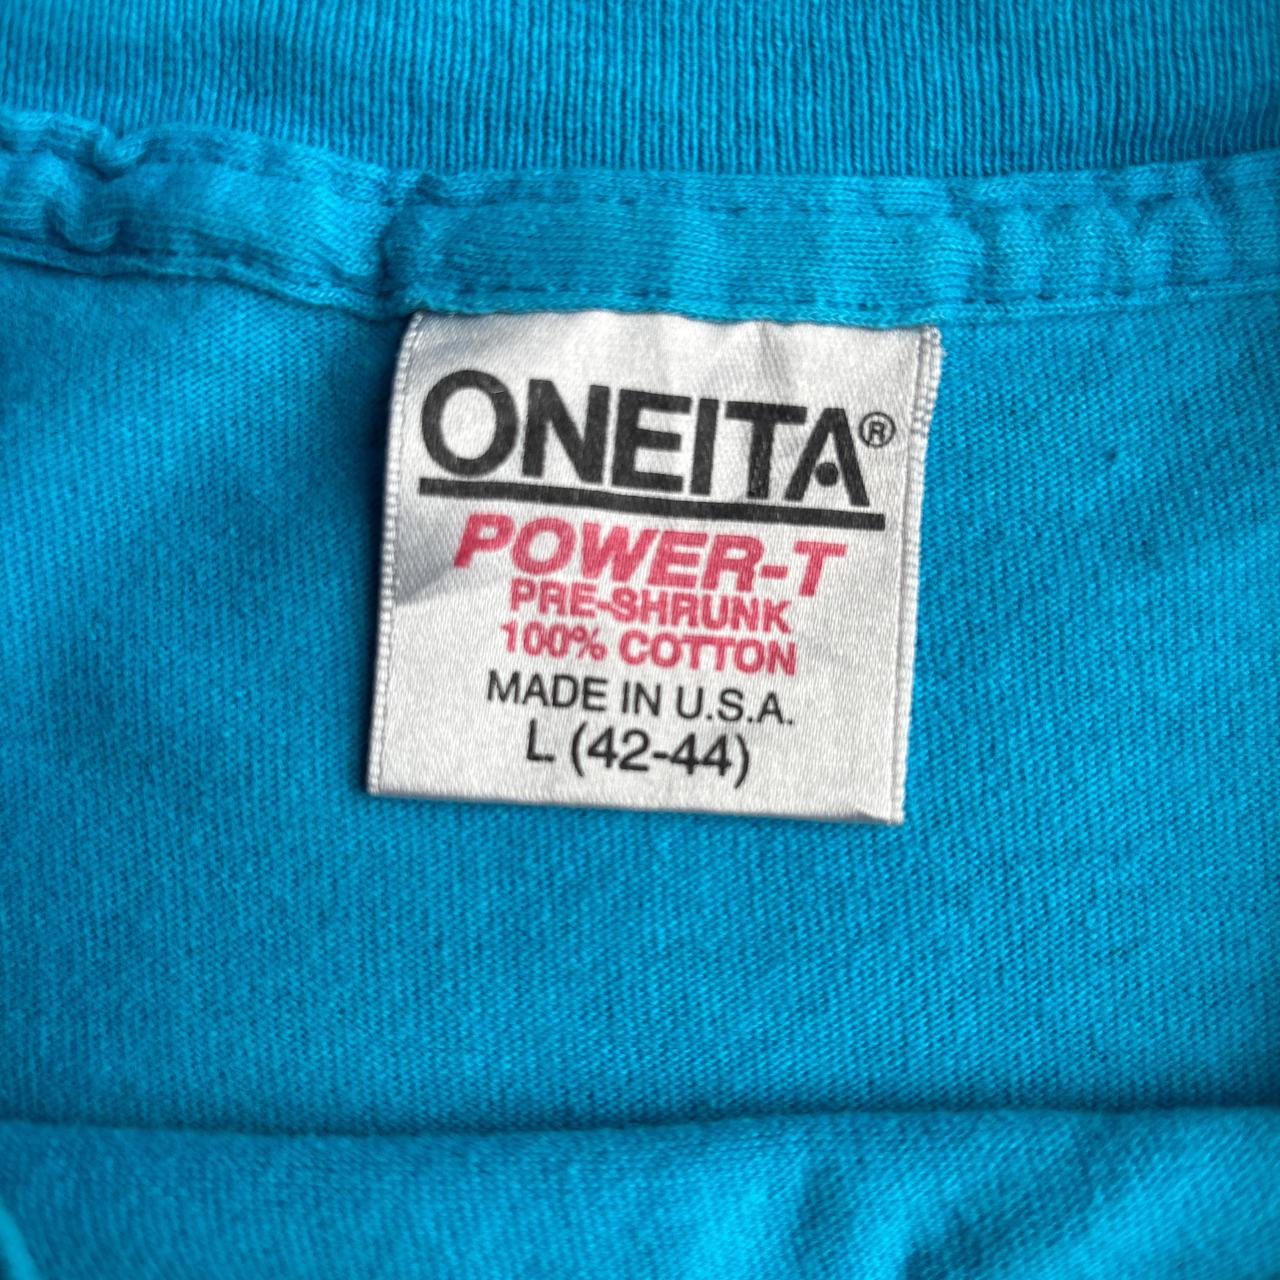 ONEITA®
POWER-T
PRE-SHRUNK
100% COTTON
MADE IN U.S.A.
L (42-44)